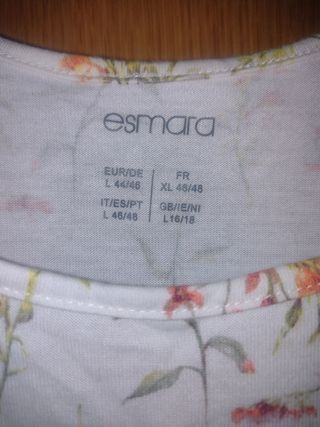 esmara
EUR/DE
L 44/46
FR
XL 46/48
IT/ES/PT
L 46/48
GB/IE/NI
L16/18